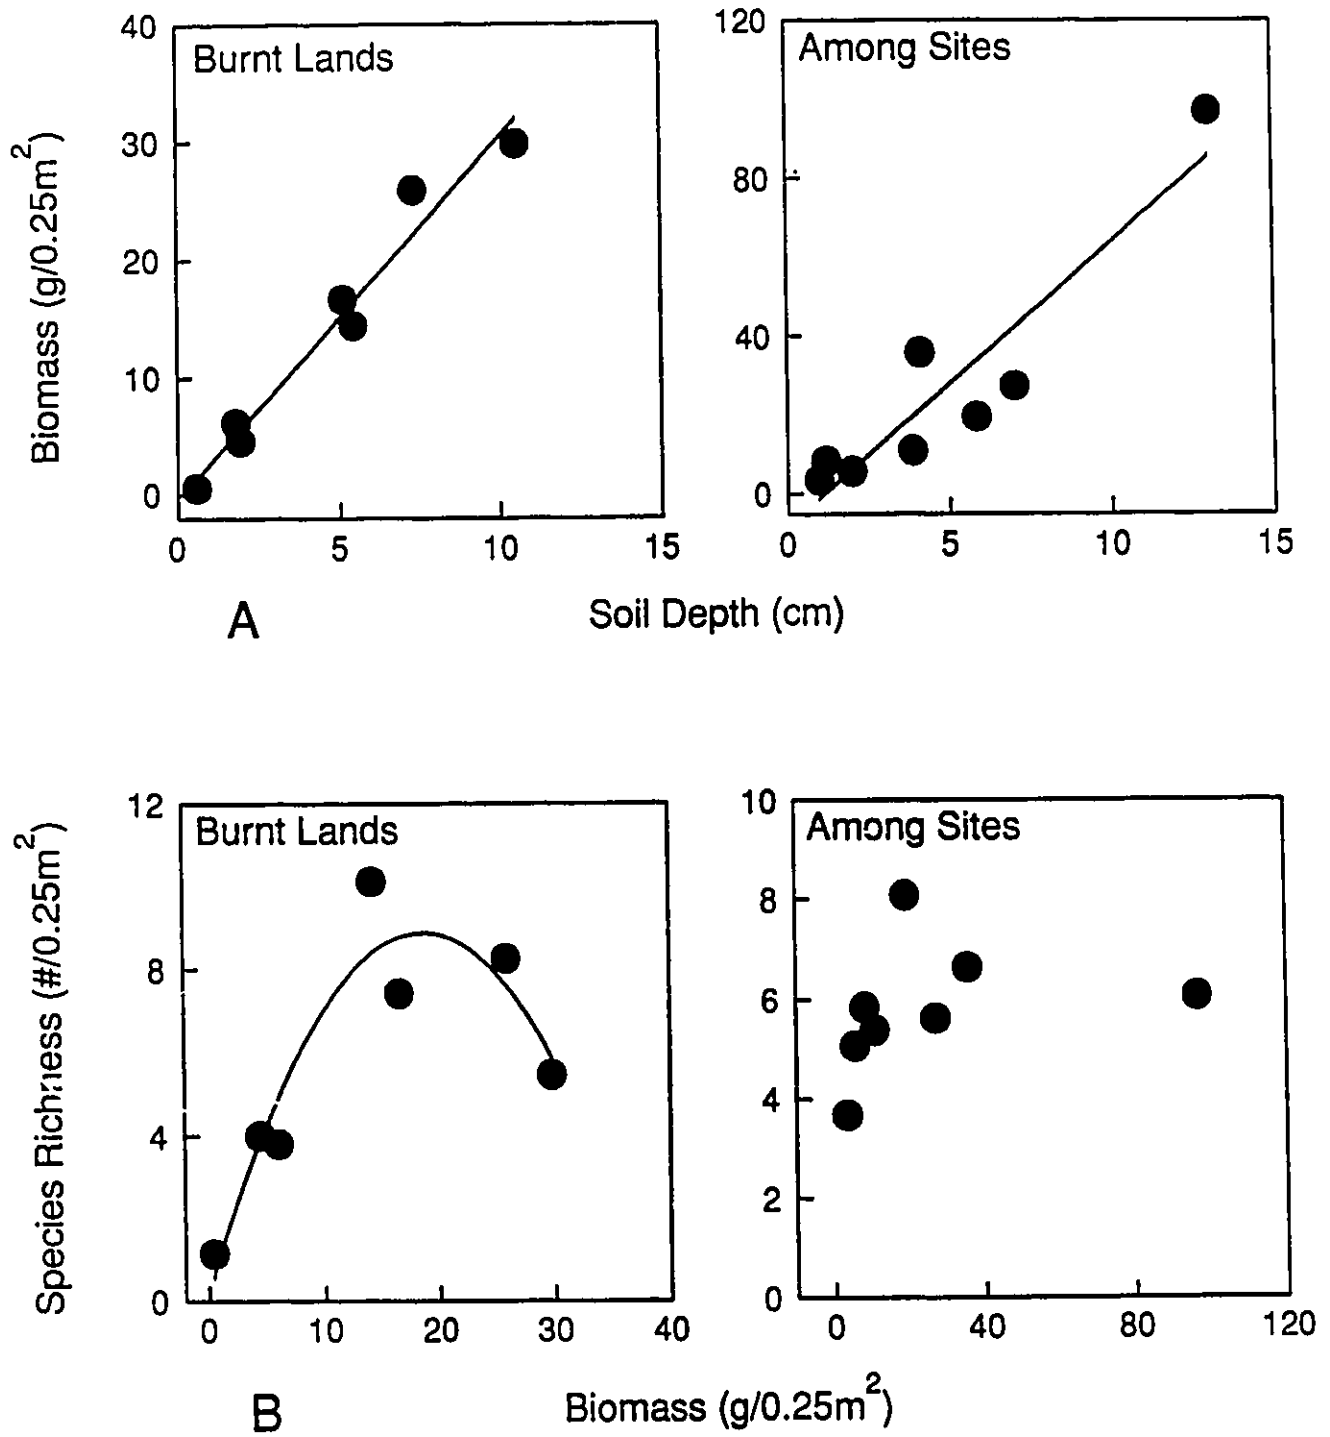 Burnt Lands
Among Sites
Biomass (g/0.25m²)
40
30
20
10
0
0 5 10 15
120
80
40
0
0 5 10 15
A
Soil Depth (cm)
Burnt Lands
Among Sites
Species Richness (#/0.25m²)
12
8
4
0
0 10 20 30 40
10
8
6
4
2
0
0 40 80 120
B
Biomass (g/0.25m²)